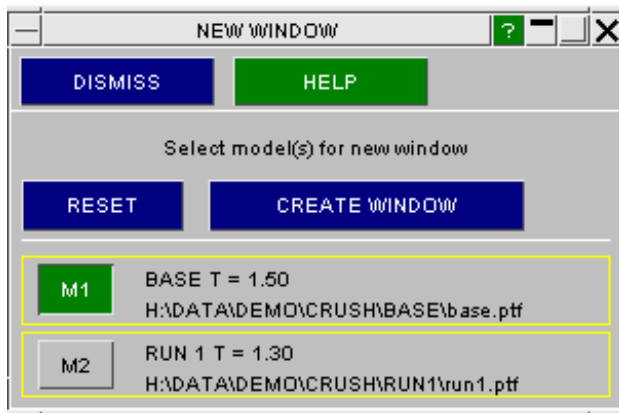 NEW WINDOW ?
DISMISS HELP
Select model(s) for new window
RESET CREATE WINDOW
M1 BASE T = 1.50
H:\DATA\DEMO\CRUSH\BASE\base.ptf
M2 RUN 1 T = 1.30
H:\DATA\DEMO\CRUSH\RUN1\run1.ptf